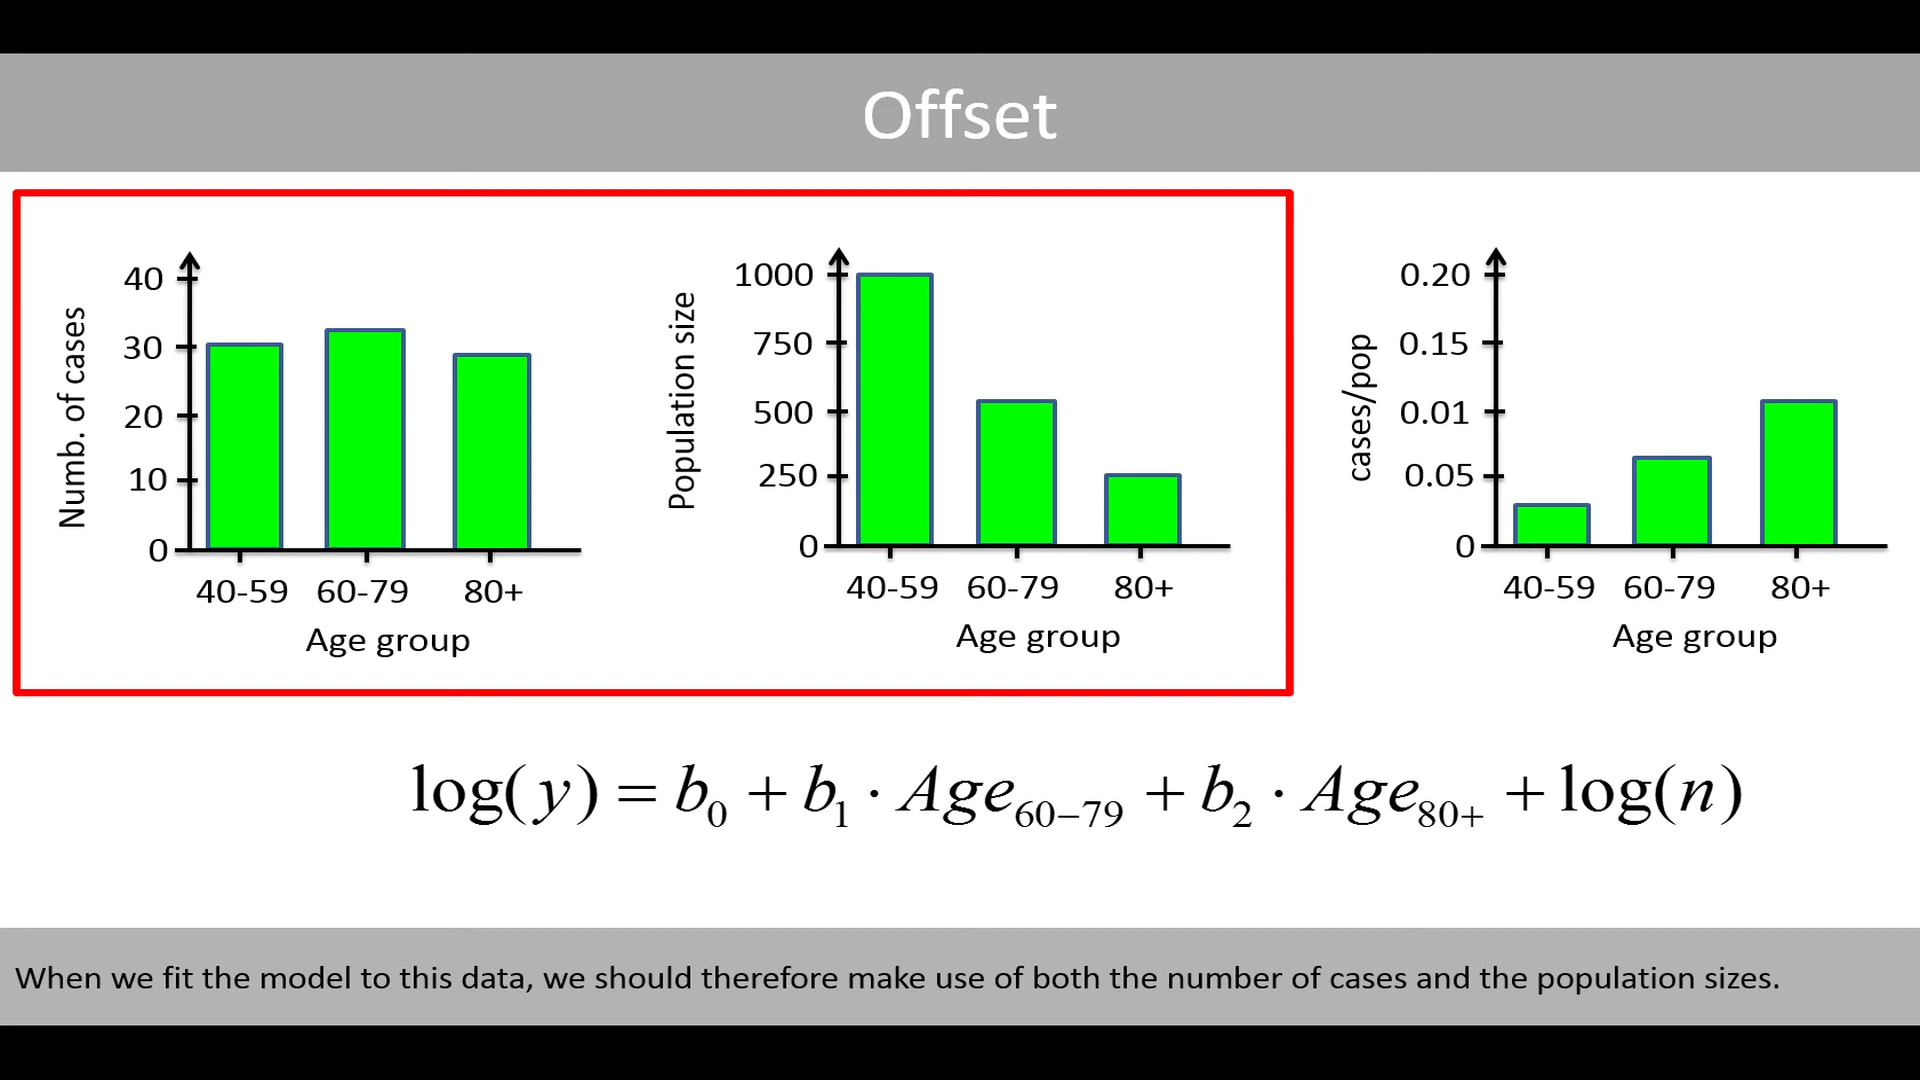 Offset
Numb. of cases
40
30
20
10
0
40-59 60-79 80+
Age group
Population size
1000
750
500
250
0
40-59 60-79 80+
Age group
cases/pop
0.20
0.15
0.01
0.05
0
40-59 60-79 80+
Age group
log(y) = b₀ + b₁ · Age₆₀₋₇₉ + b₂ · Age₈₀₊ + log(n)
When we fit the model to this data, we should therefore make use of both the number of cases and the population sizes.